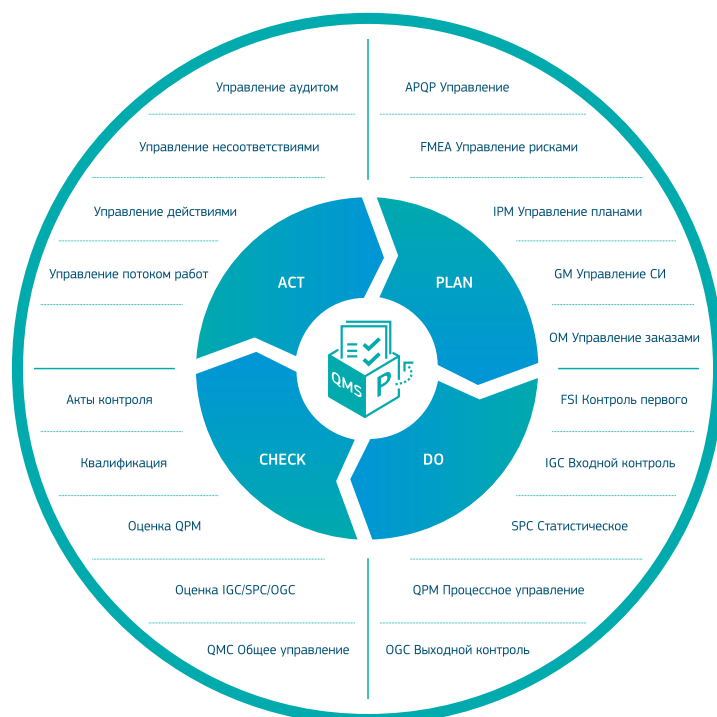 Управление аудитом
Управление несоответствиями
Управление действиями
Управление потоком работ
APQP Управление
FMEA Управление рисками
IPM Управление планами
GM Управление СИ
OM Управление заказами
ACT
PLAN
QMS
P
CHECK
DO
Акты контроля
Квалификация
Оценка QPM
Оценка IGC/SPC/OGC
QMC Общее управление
FSI Контроль первого
IGC Входной контроль
SPC Статистическое
QPM Процессное управление
OGC Выходной контроль